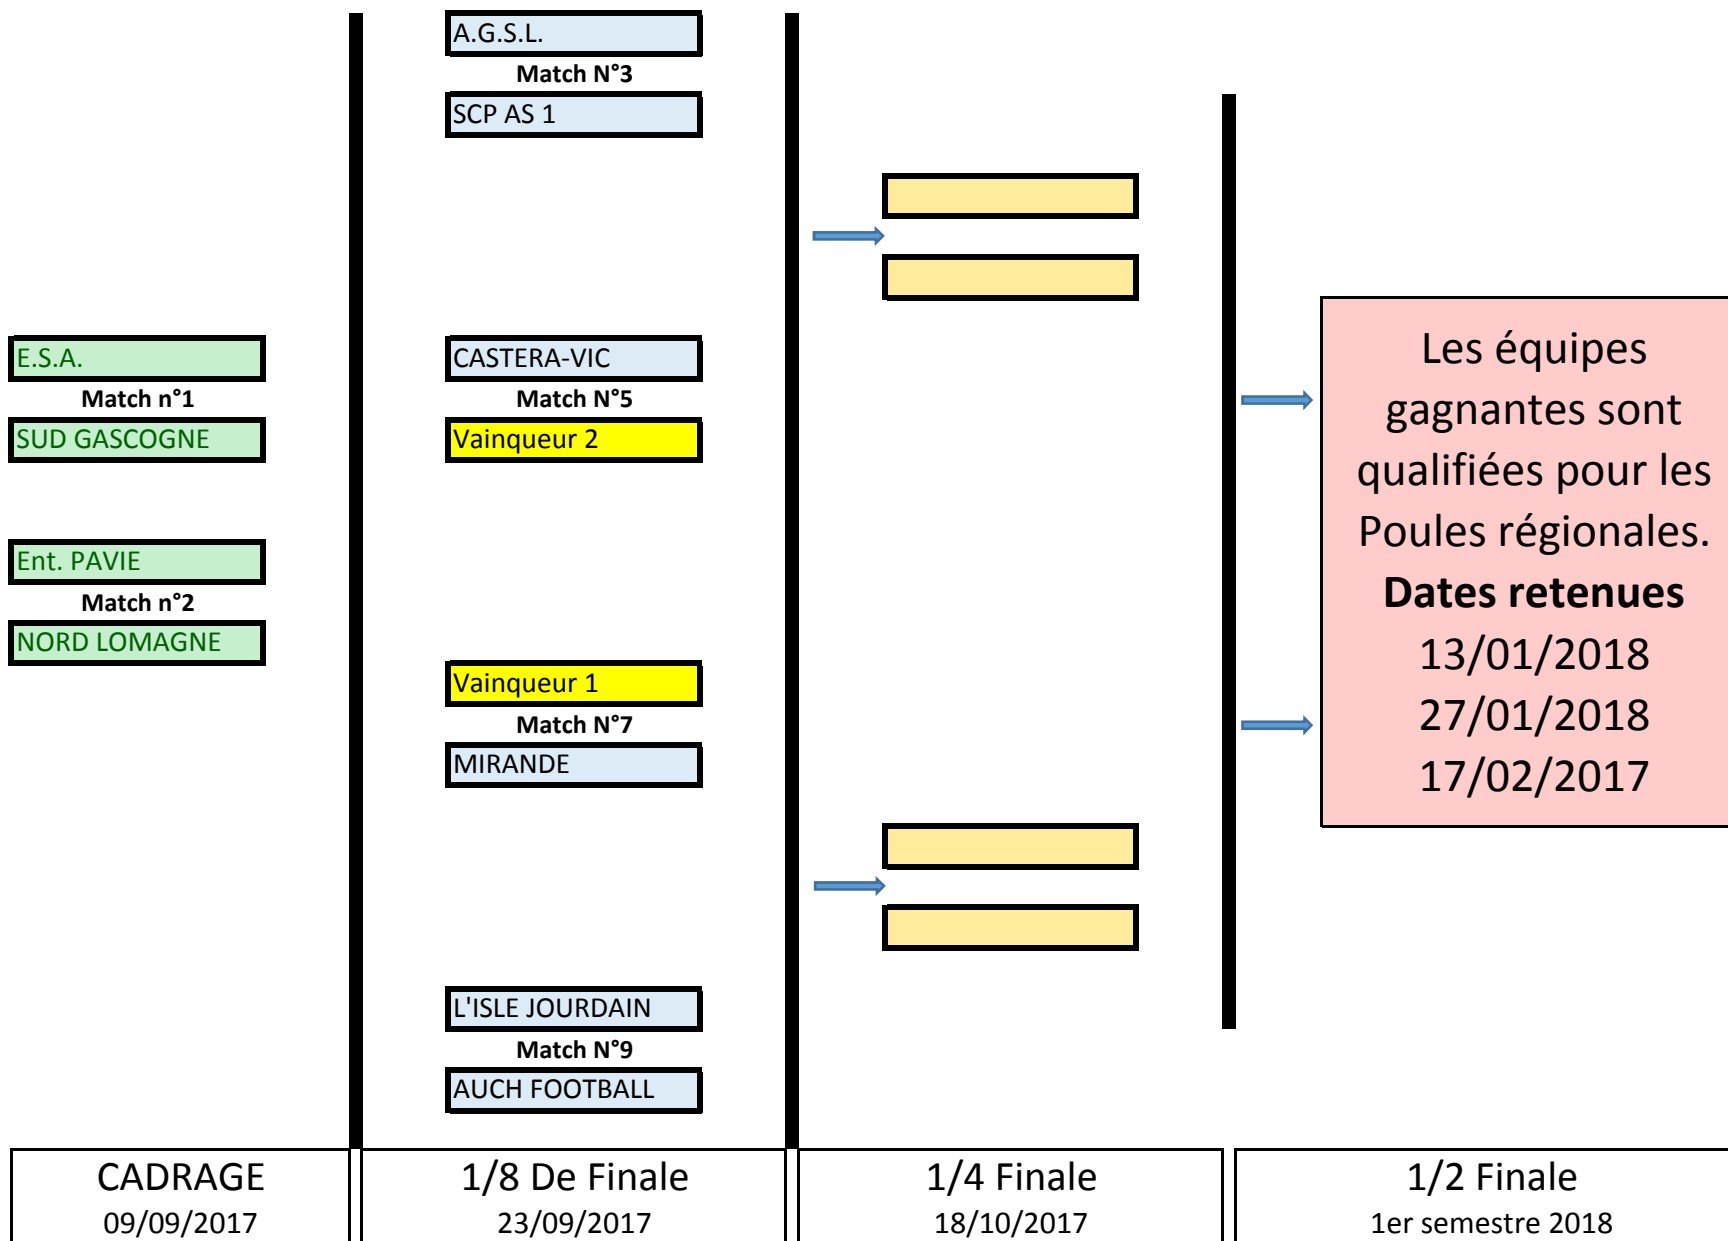 E.S.A.
Match n°1
SUD GASCOGNE
Ent. PAVIE
Match n°2
NORD LOMAGNE
A.G.S.L.
Match N°3
SCP AS 1
CASTERA-VIC
Match N°5
Vainqueur 2
Vainqueur 1
Match N°7
MIRANDE
L'ISLE JOURDAIN
Match N°9
AUCH FOOTBALL
Les équipes
gagnantes sont
qualifiées pour les
Poules régionales.
Dates retenues
13/01/2018
27/01/2018
17/02/2017
CADRAGE
09/09/2017
1/8 De Finale
23/09/2017
1/4 Finale
18/10/2017
1/2 Finale
1er semestre 2018